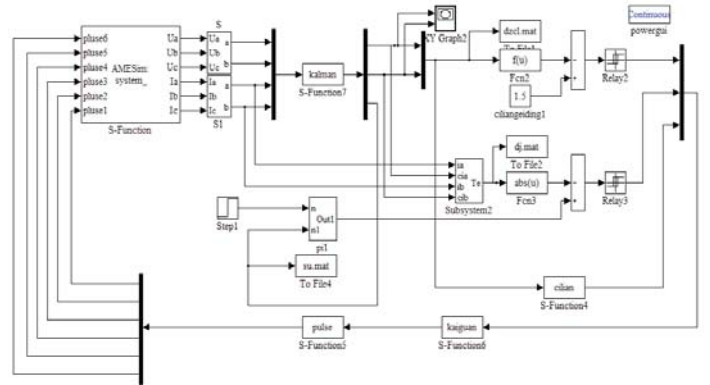 pluse6
pluse5
pluse4
pluse3
pluse2
pluse1
AMESim:
system_
Ua
Ub
Uc
Ia
Ib
Ic
S-Function
S
Ua
Ub
Uc
a
b
Ia
Ib
Ic
a
b
S1
kalman
S-Function7
XY Graph2
dzcl.mat
To File1
f(u)
Fcn2
1.5
ciliangeiding1
Relay2
Continuous
powergui
ia
cia
ib
cib
Te
Subsystem2
dj.mat
To File2
abs(u)
Fcn3
Relay3
Step1
n
n1
Out1
pi1
su.mat
To File4
cilian
S-Function4
pulse
S-Function5
kaiguan
S-Function6